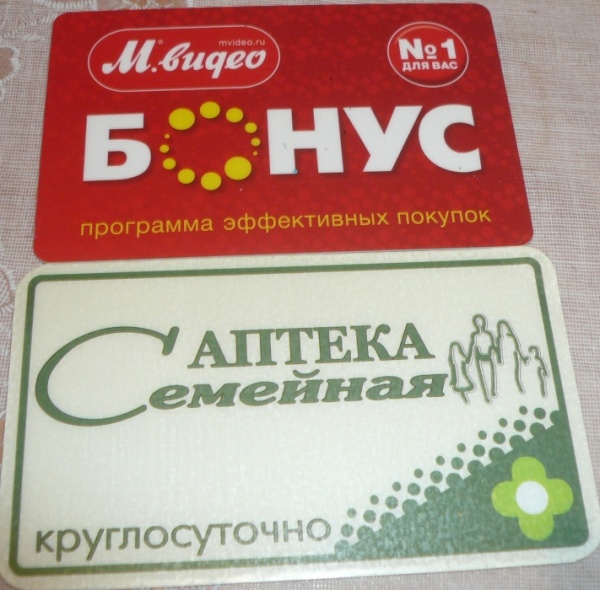 mvideo.ru
М.видео
№1
ДЛЯ ВАС
БОНУС
программа эффективных покупок
АПТЕКА
Семейная
круглосуточно